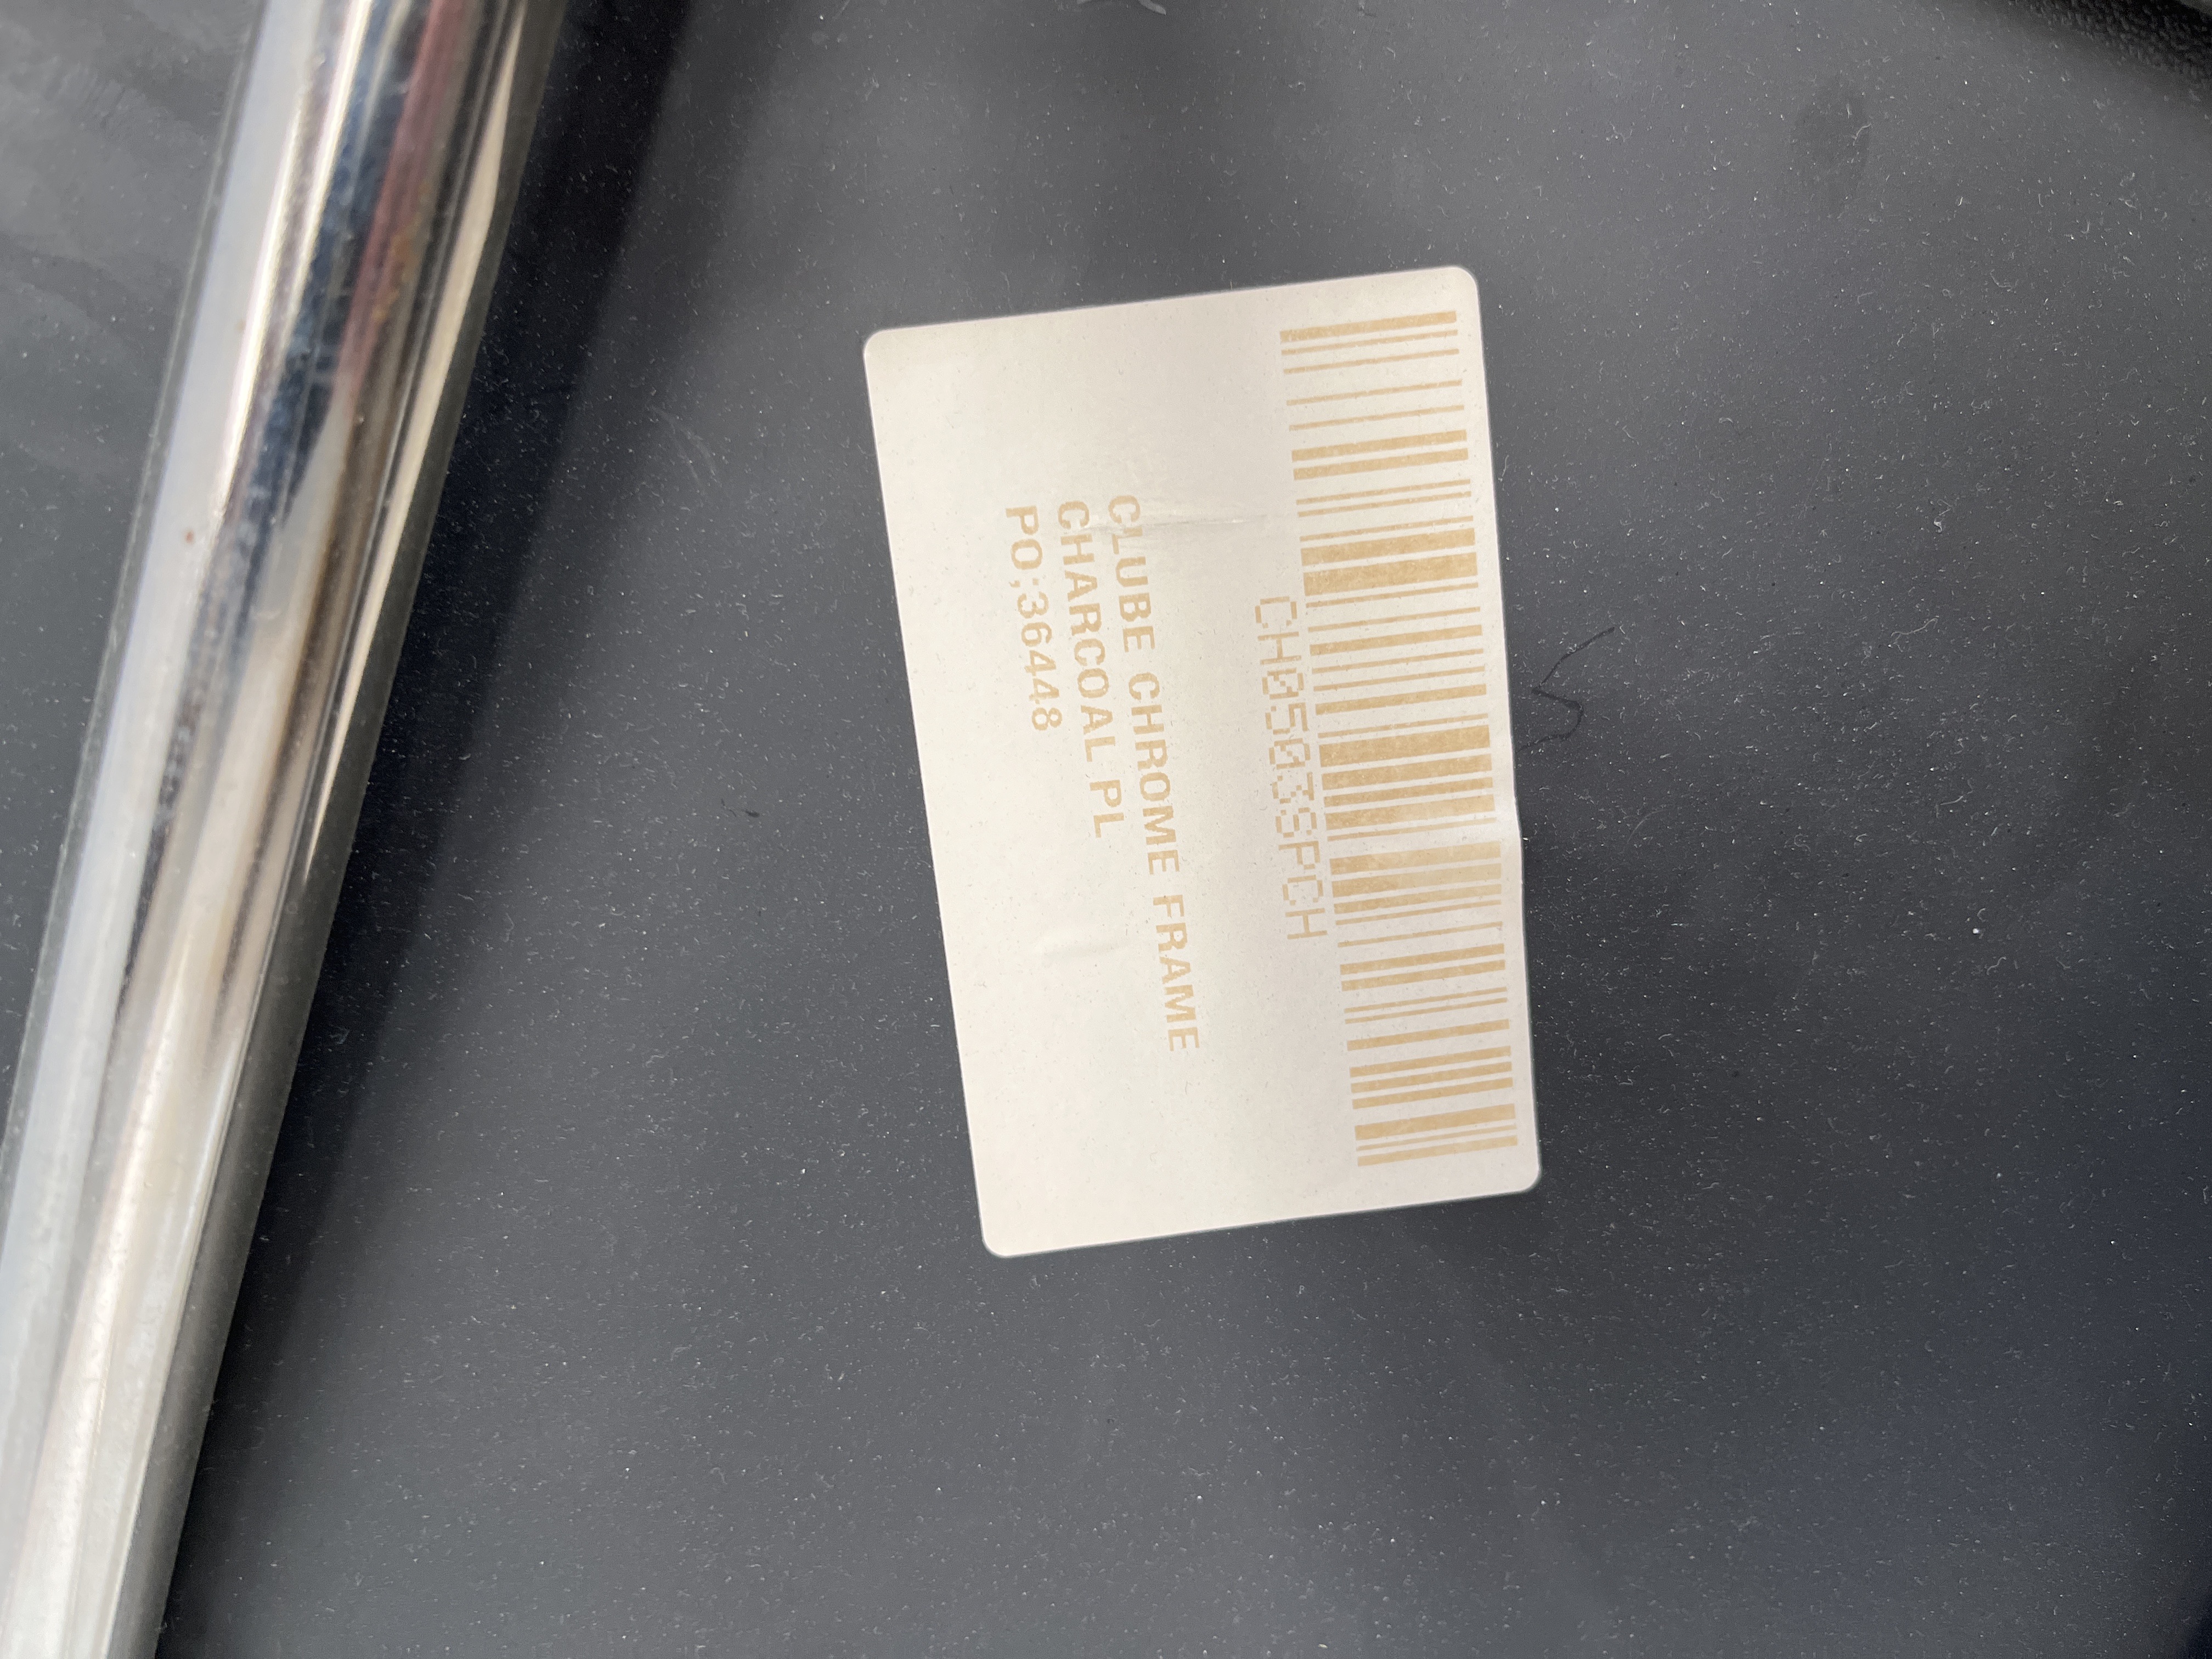 CH0503SPCH
CLUBE CHROME FRAME
CHARCOAL PL
PO;36448